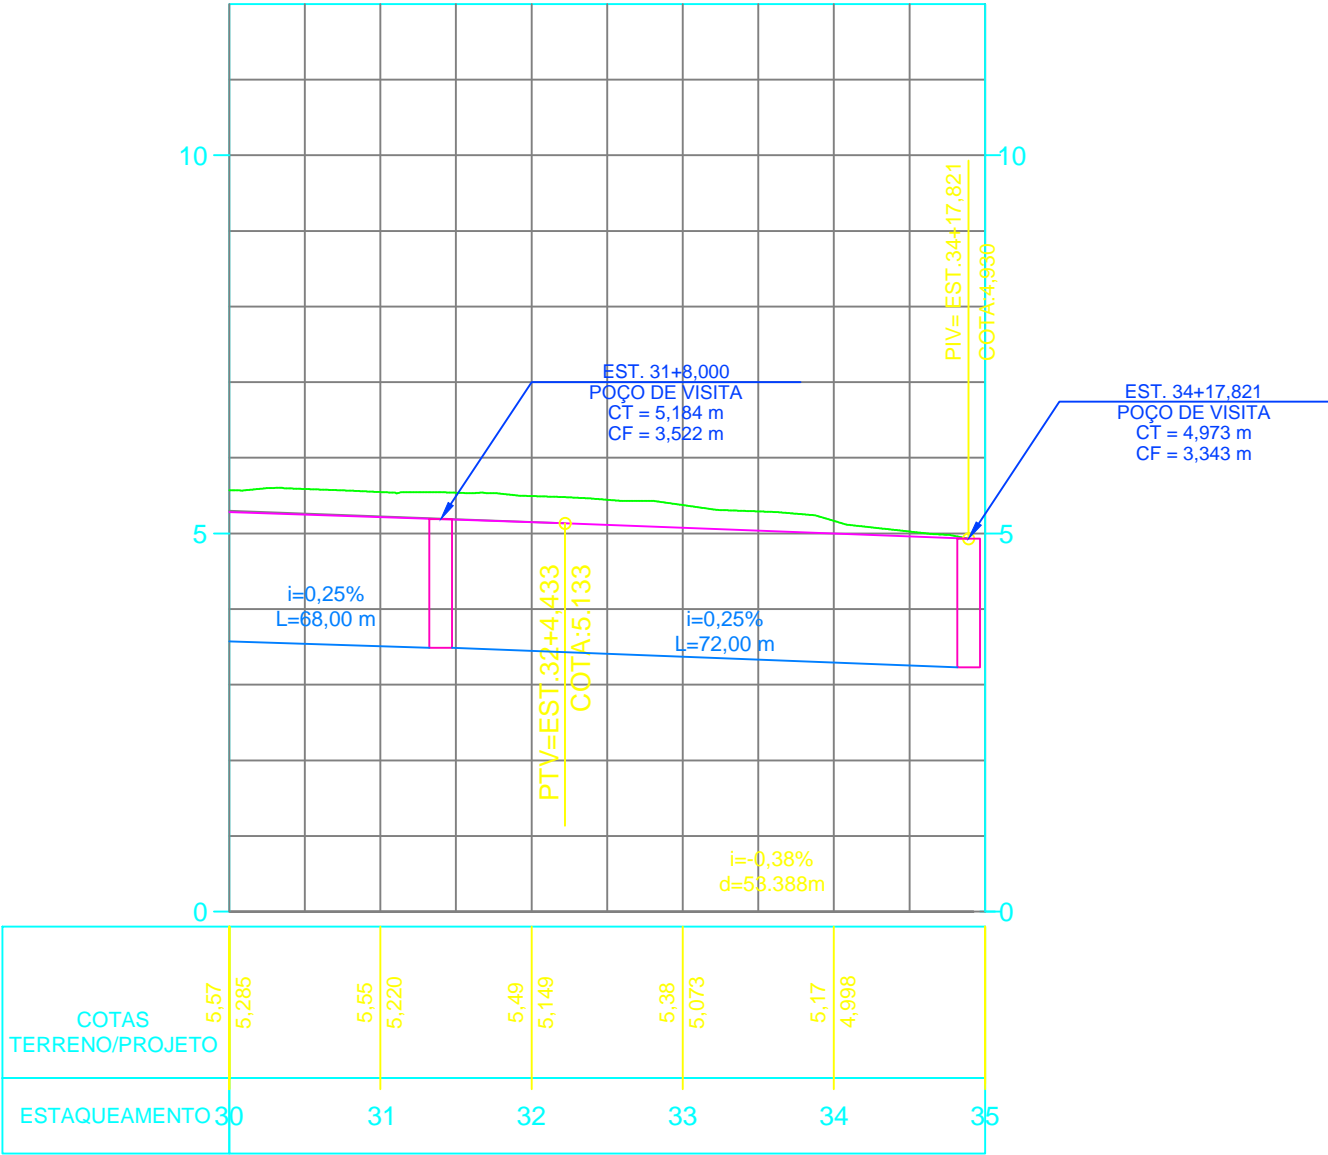 10
10
PIV= EST.34+17,821
COTA:4,930
EST. 31+8,000
POÇO DE VISITA
CT = 5,184 m
CF = 3,522 m
EST. 34+17,821
POÇO DE VISITA
CT = 4,973 m
CF = 3,343 m
5
5
i=0,25%
L=68,00 m
PTV=EST.32+4,433
COTA:5.133
i=0,25%
L=72,00 m
i=-0,38%
d=53.388m
0
0
COTAS
TERRENO/PROJETO
5,57
5,285
5,55
5,220
5,49
5,149
5,38
5,073
5,17
4,998
ESTAQUEAMENTO
30
31
32
33
34
35